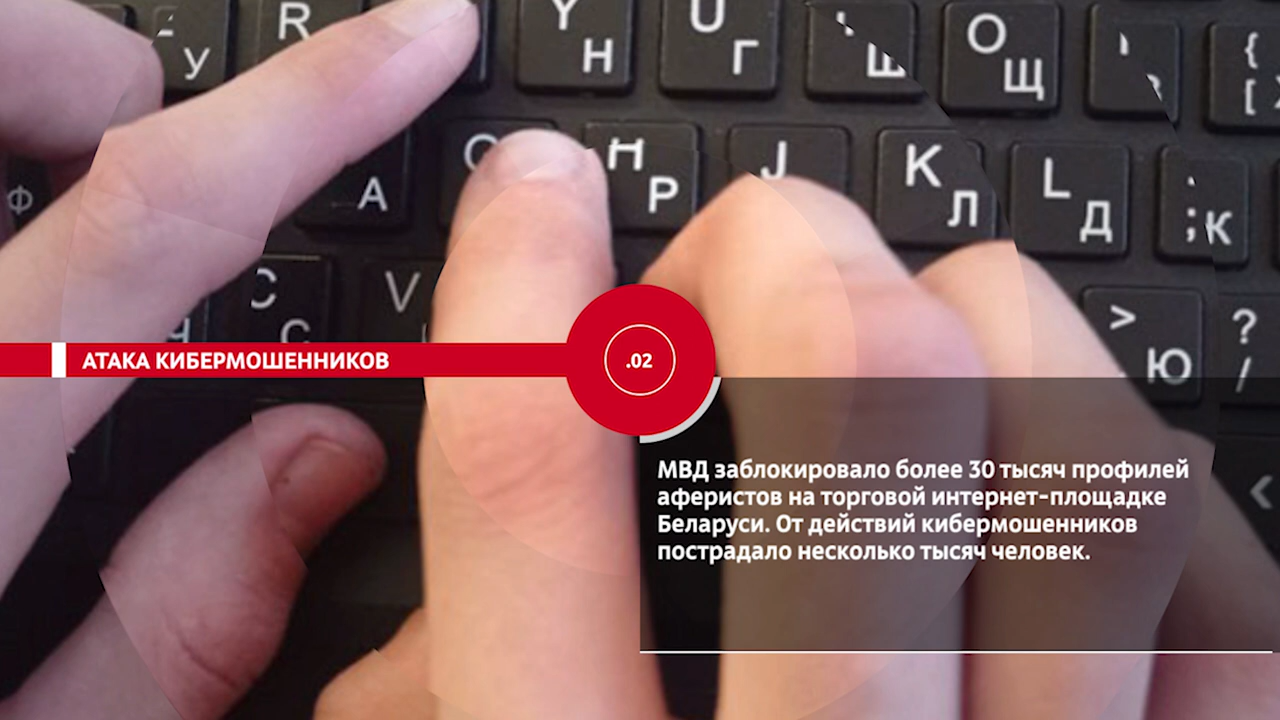 R
Y
U
O
{
У
Н
Г
Ш
Щ
[
J
К
L
;
Ф
А
Р
Л
Д
К
C
V
>
?
С
Ю
/
АТАКА КИБЕРМОШЕННИКОВ
.02
МВД заблокировало более 30 тысяч профилей
аферистов на торговой интернет-площадке
Беларуси. От действий кибермошенников
пострадало несколько тысяч человек.